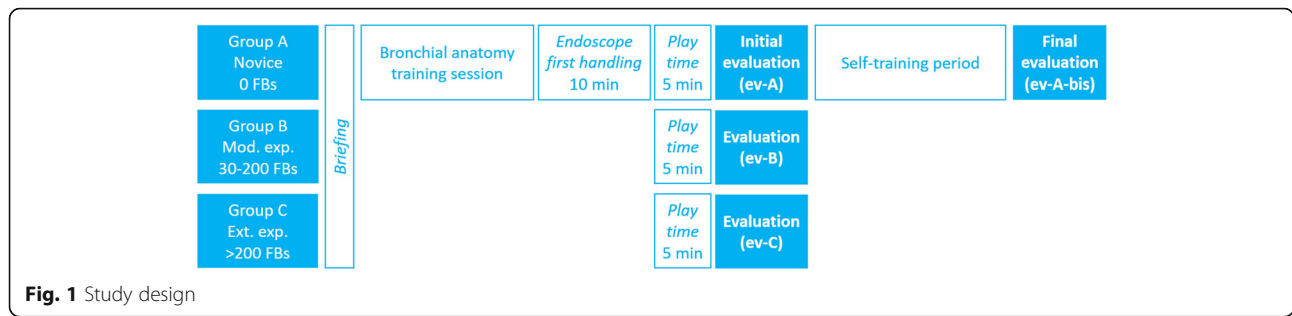 Group A
Novice
0 FBs
Briefing
Bronchial anatomy
training session
Endoscope
first handling
10 min
Play
time
5 min
Initial
evaluation
(ev-A)
Self-training period
Final
evaluation
(ev-A-bis)
Group B
Mod. exp.
30-200 FBs
Play
time
5 min
Evaluation
(ev-B)
Group C
Ext. exp.
>200 FBs
Play
time
5 min
Evaluation
(ev-C)
Fig. 1 Study design